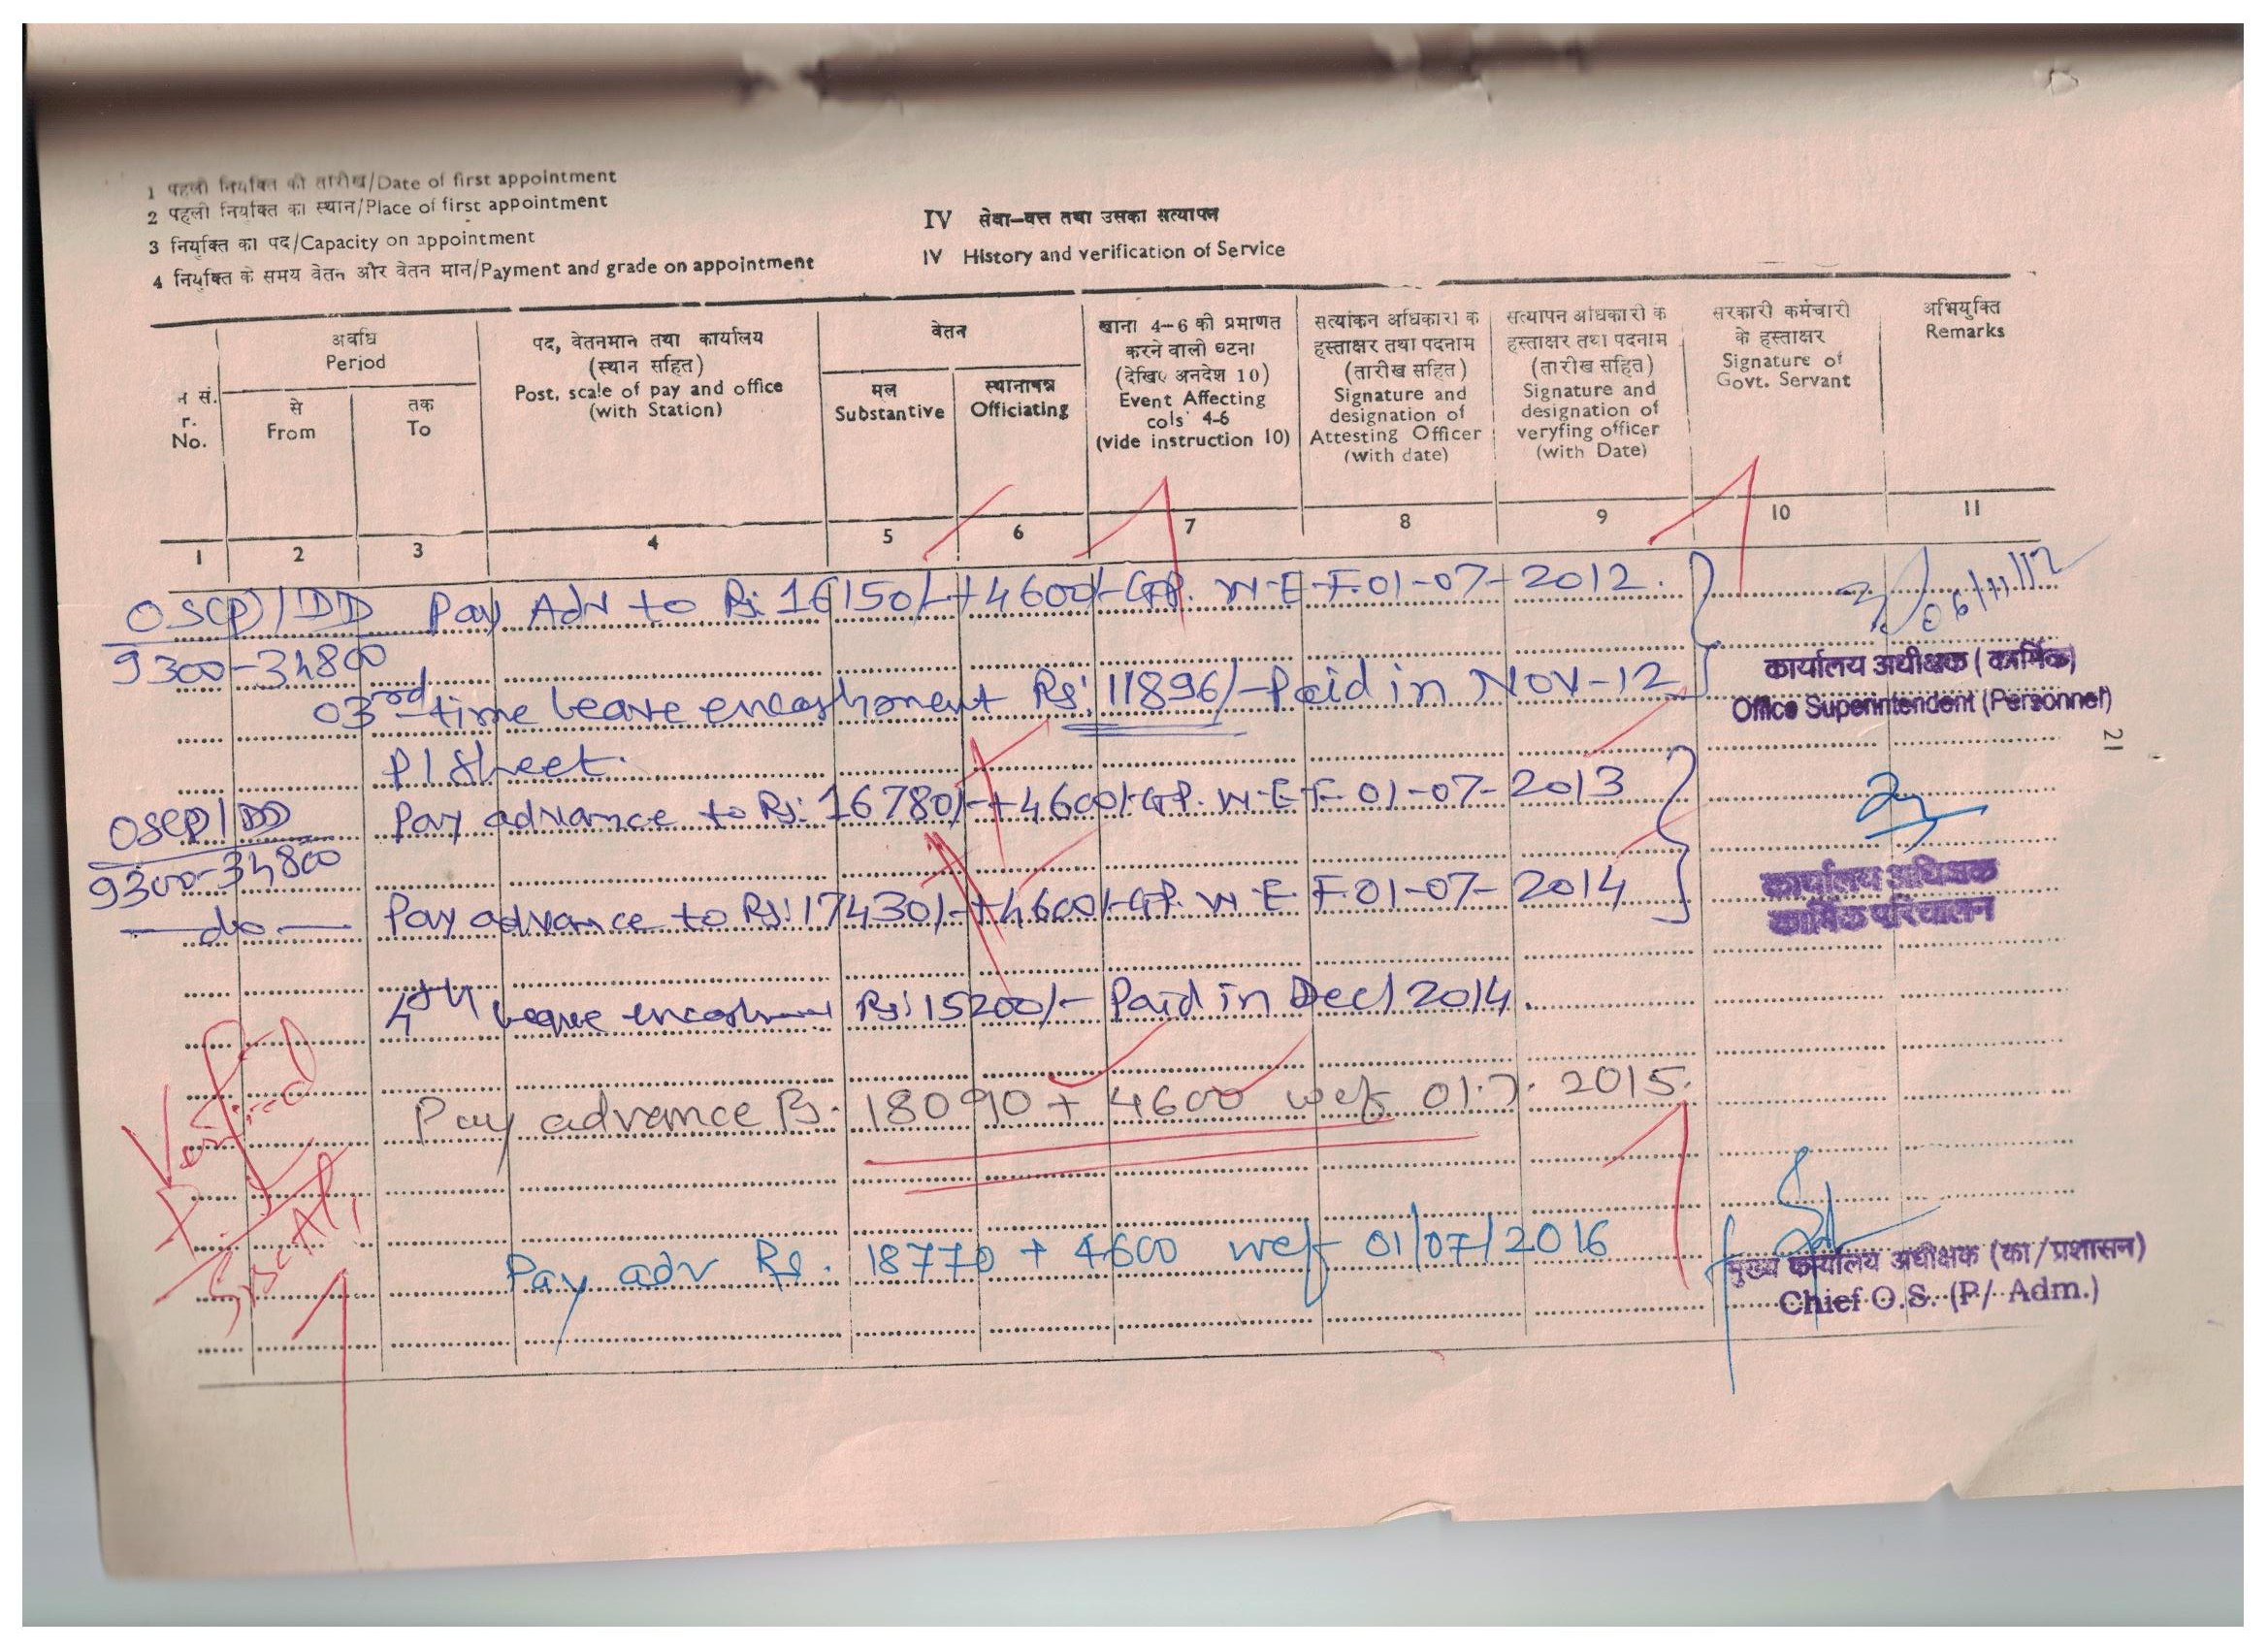 1 पहली नियुक्ति की तारीख/Date of first appointment
2 पहली नियुक्ति का स्थान/Place of first appointment
3 नियुक्ति का पद/Capacity on appointment
4 नियुक्ति के समय वेतन और वेतन मान/Payment and grade on appointment
IV सेवा-वृत्त तथा उसका सत्यापन
IV History and verification of Service
न सं.
r.
No.
अवधि
Period
से
From
तक
To
पद, वेतनमान तथा कार्यालय
(स्थान सहित)
Post, scale of pay and office
(with Station)
वेतन
मूल
Substantive
स्थानापन्न
Officiating
खाना 4-6 की प्रमाणत
करने वाली घटना
(देखिए अनदेश 10)
Event Affecting
cols' 4-6
(vide instruction 10)
सत्यांकन अधिकारी क
हस्ताक्षर तथा पदनाम
(तारीख सहित)
Signature and
designation of
Attesting Officer
(with date)
सत्यापन अधिकारी क
हस्ताक्षर तथा पदनाम
(तारीख सहित)
Signature and
designation of
veryfing officer
(with Date)
सरकारी कर्मचारी
के हस्ताक्षर
Signature of
Govt. Servant
अभियुक्ति
Remarks
1 2 3 4 5 6 7 8 9 10 11
OSCP/DD Pay Adv to Rs: 16150/-+4600/-GP. W-E-F-01-07-2012.
06/11/12
9300-34800
कार्यालय अधीक्षक (कार्मिक)
Office Superintendent (Personnel)
03rd time leave encashment Rs: 11896/- Paid in NOV-12
P/Sheet.
21
OSCP/DD Pay advance to Rs: 16780/-+4600/-GP. W-E-F-01-07-2013
9300-34800
कार्यालय अधिक्षक
कार्मिक परिचालन
—do— Pay advance to Rs: 17430/-+4600/-GP. W-E-F-01-07-2014
4th leave encashment Rs: 15200/- Paid in Dec/2014.
Verified
Pay advance Rs. 18090 + 4600 wef 01.7.2015.
Pay adv Rs. 18770 + 4600 wef 01/07/2016
मुख्य कार्यालय अधीक्षक (का/प्रशासन)
Chief O.S. (P/ Adm.)